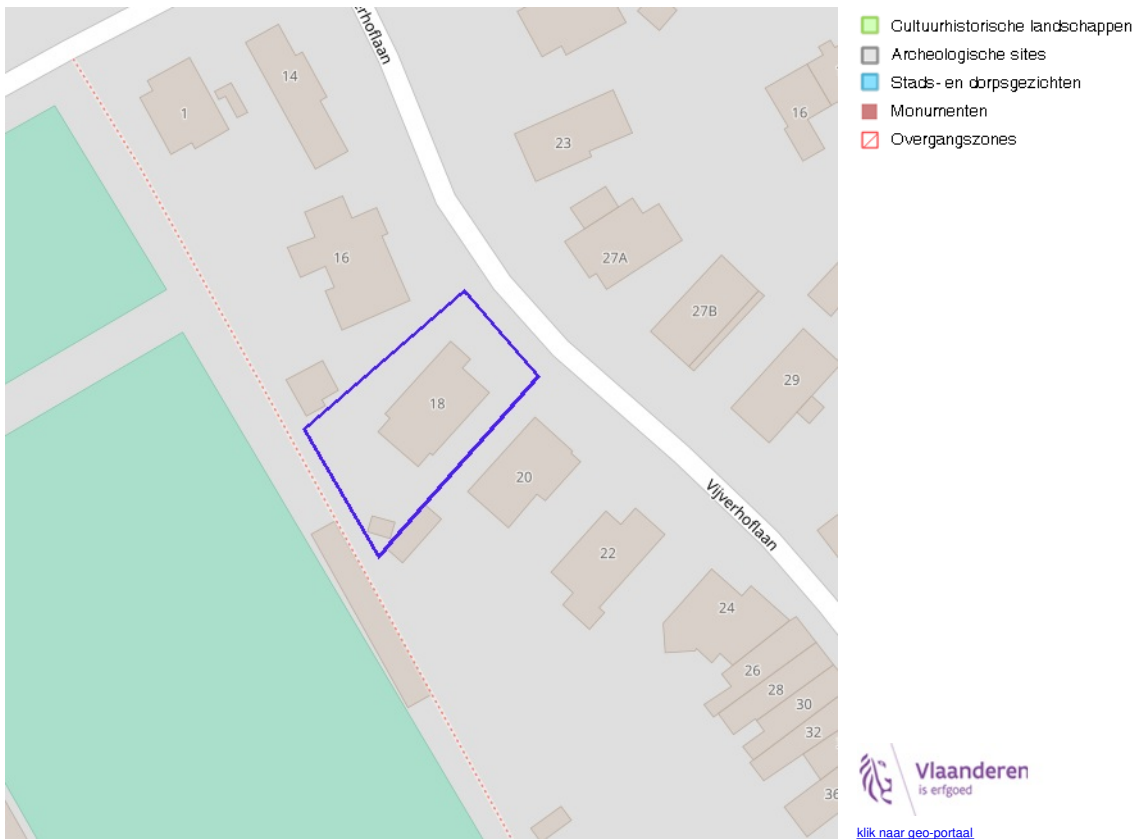 Vijverhoflaan
1
14
16
23
27A
27B
29
16
18
20
22
24
26
28
30
32
36
Vijverhoflaan
Cultuurhistorische landschappen
Archeologische sites
Stads- en dorpsgezichten
Monumenten
Overgangszones
Vlaanderen
is erfgoed
klik naar geo-portaal